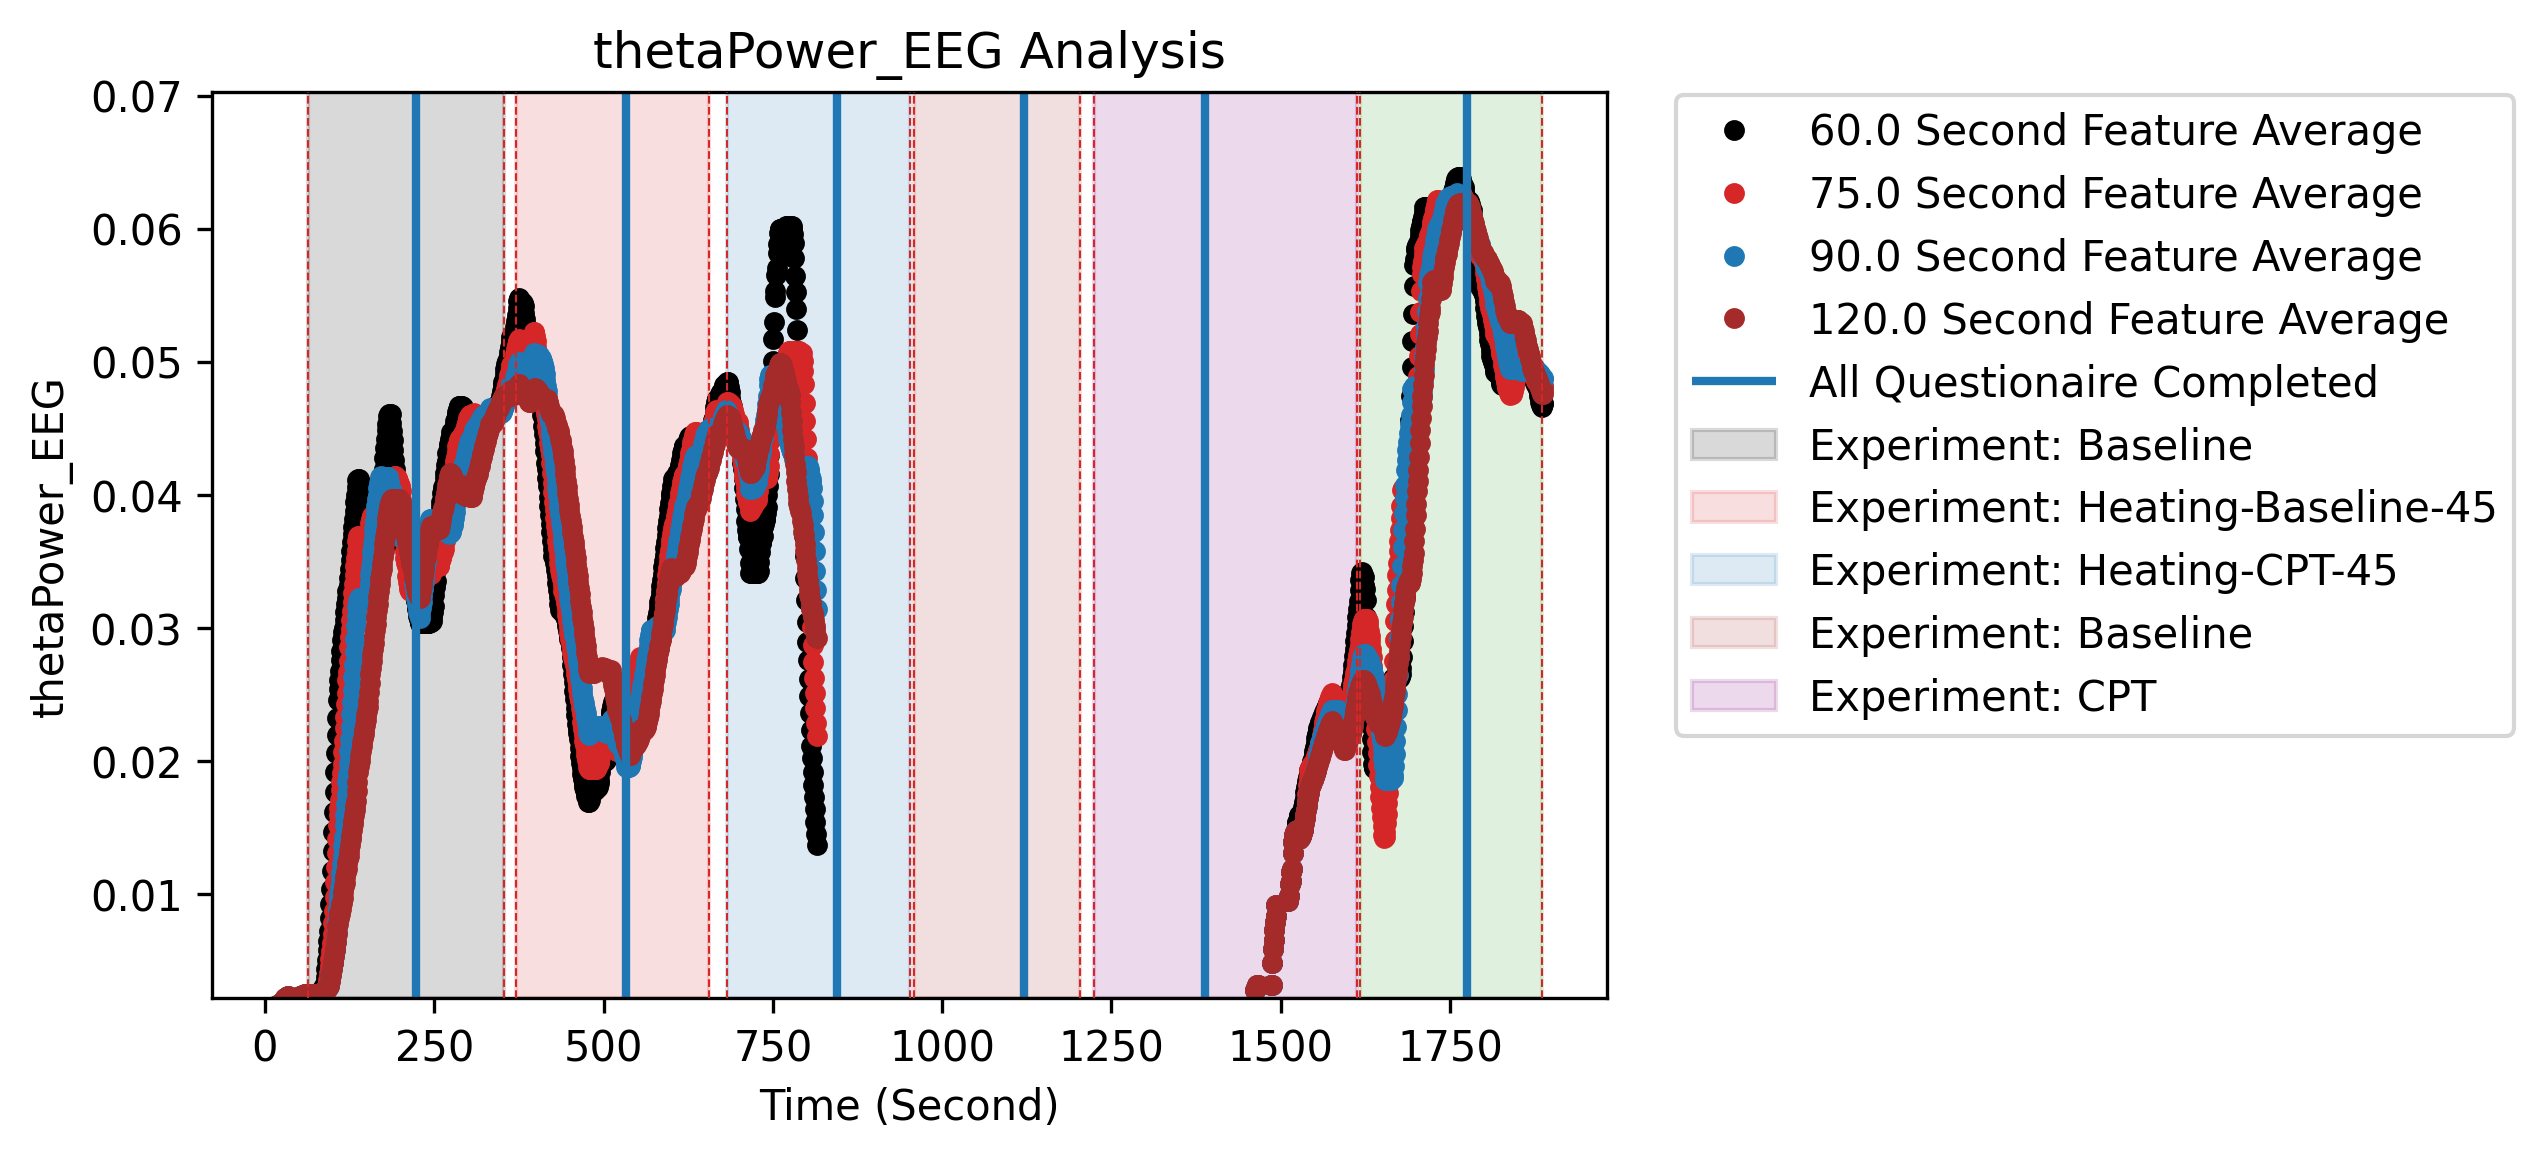 thetaPower_EEG Analysis
0.07
0.06
0.05
0.04
0.03
0.02
0.01
thetaPower_EEG
0 250 500 750 1000 1250 1500 1750
Time (Second)
60.0 Second Feature Average
75.0 Second Feature Average
90.0 Second Feature Average
120.0 Second Feature Average
All Questionaire Completed
Experiment: Baseline
Experiment: Heating-Baseline-45
Experiment: Heating-CPT-45
Experiment: Baseline
Experiment: CPT